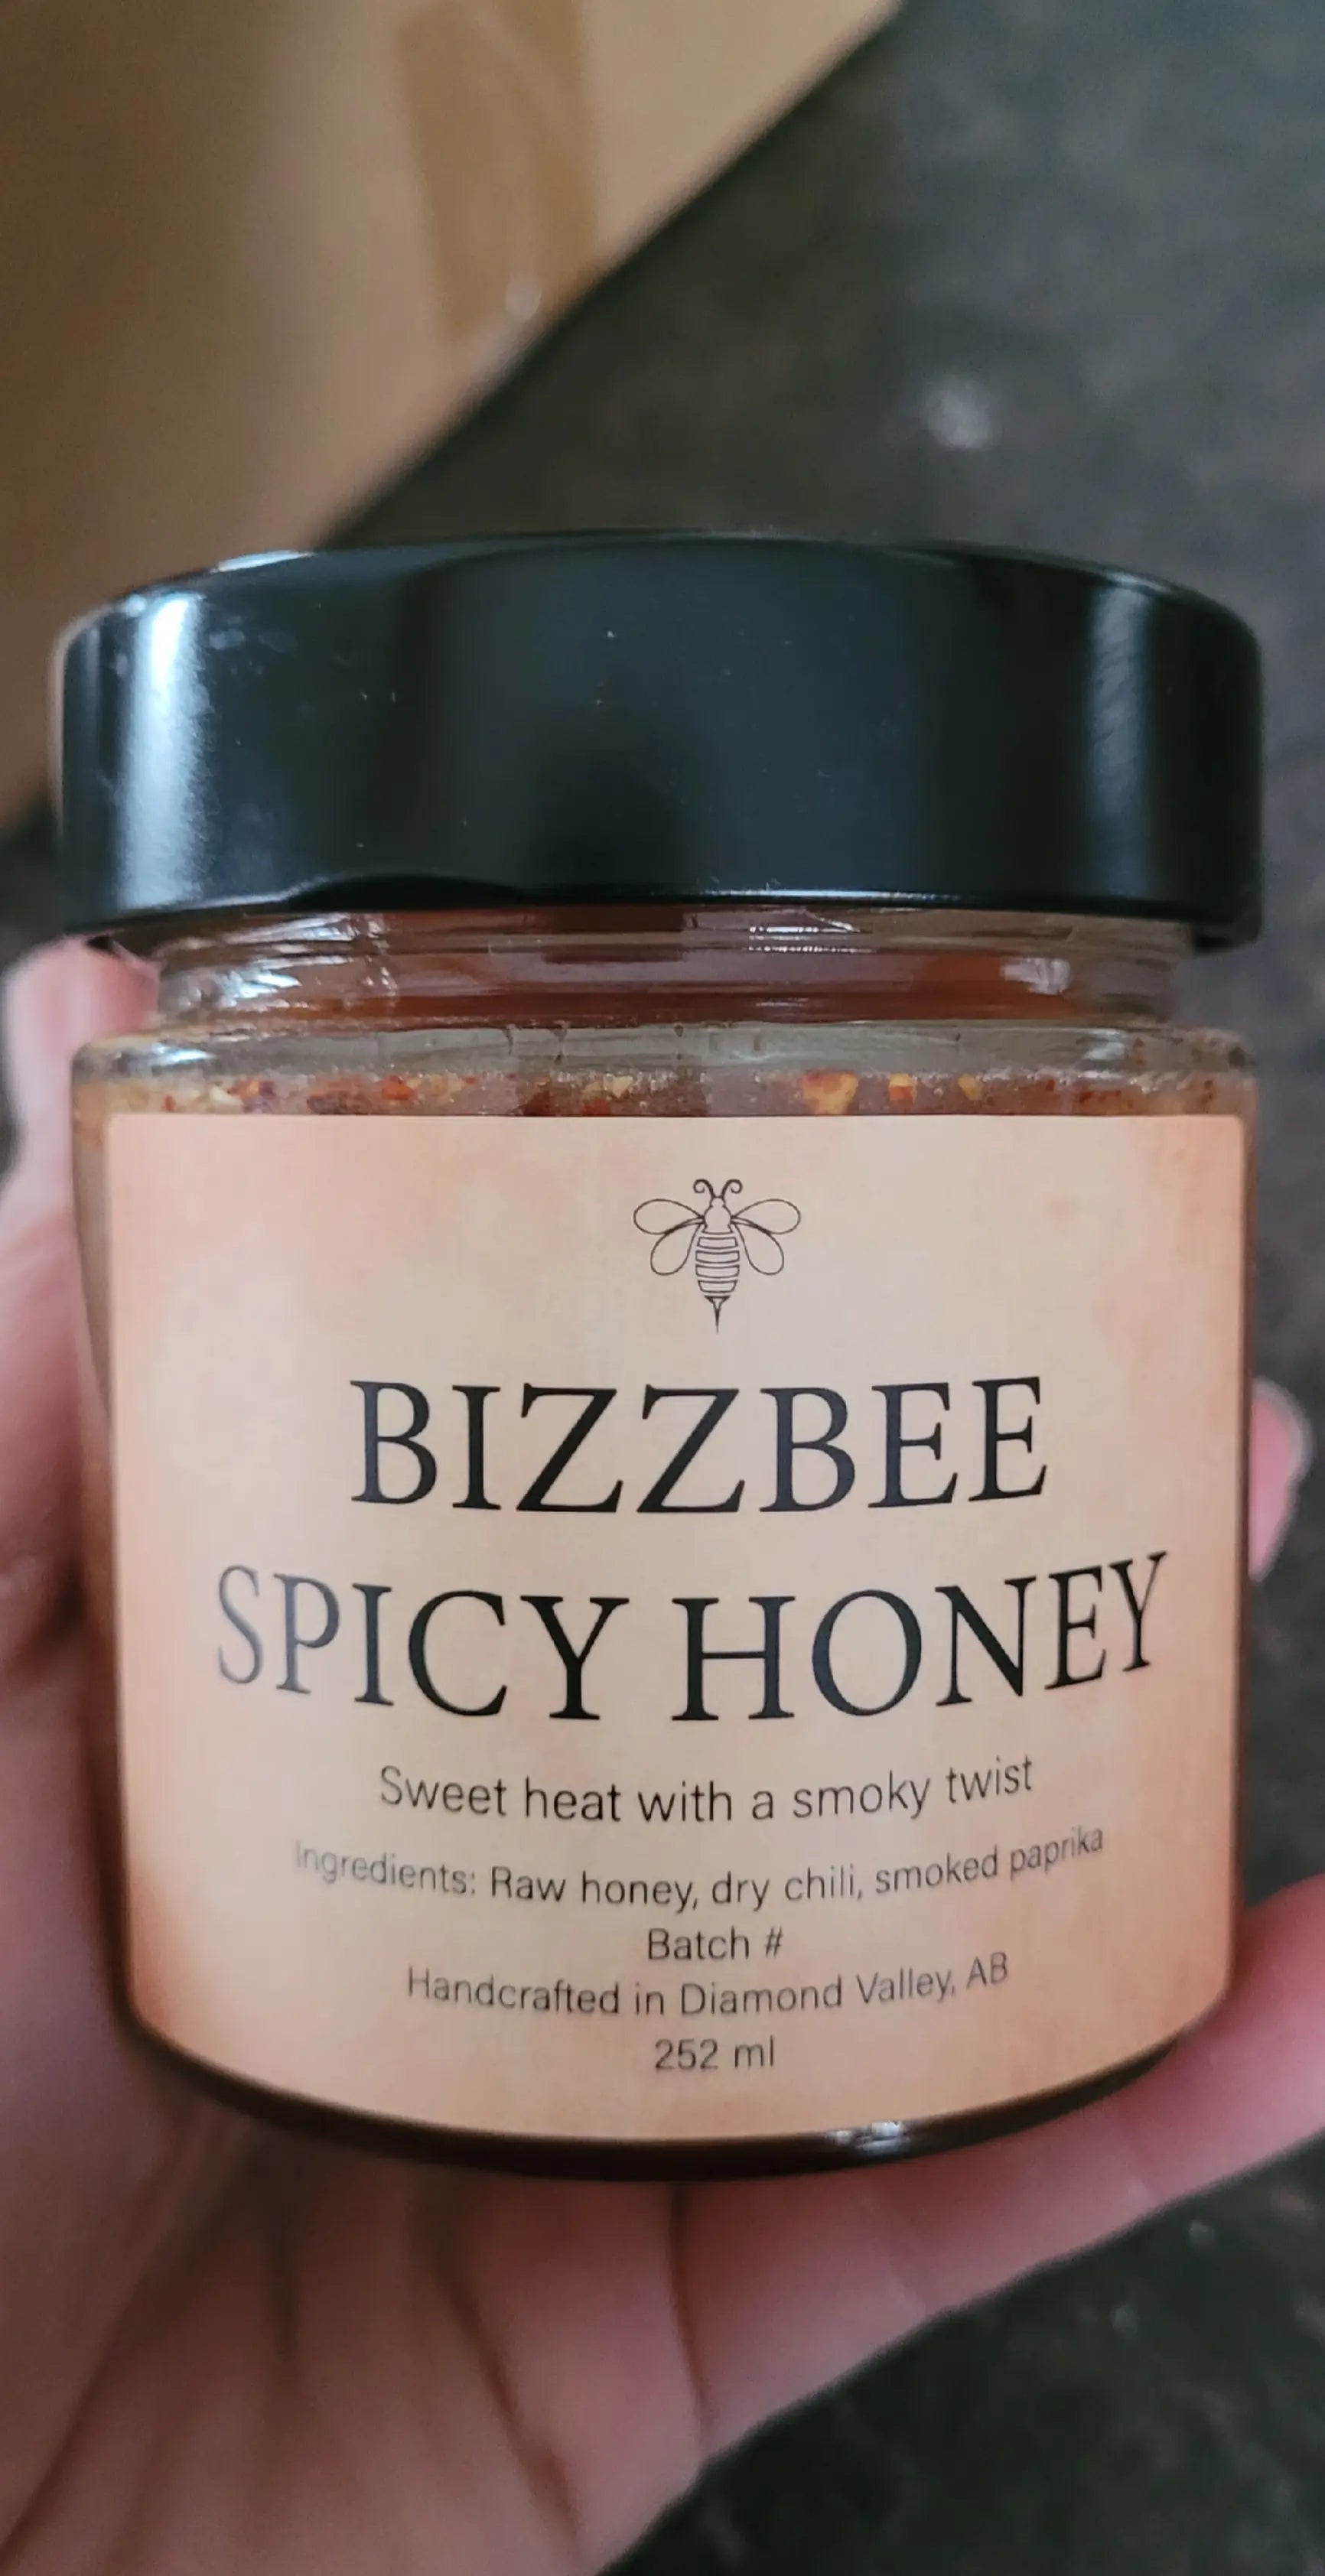 BIZZBEE
SPICY HONEY
Sweet heat with a smoky twist
Ingredients: Raw honey, dry chili, smoked paprika
Batch #
Handcrafted in Diamond Valley, AB
252 ml